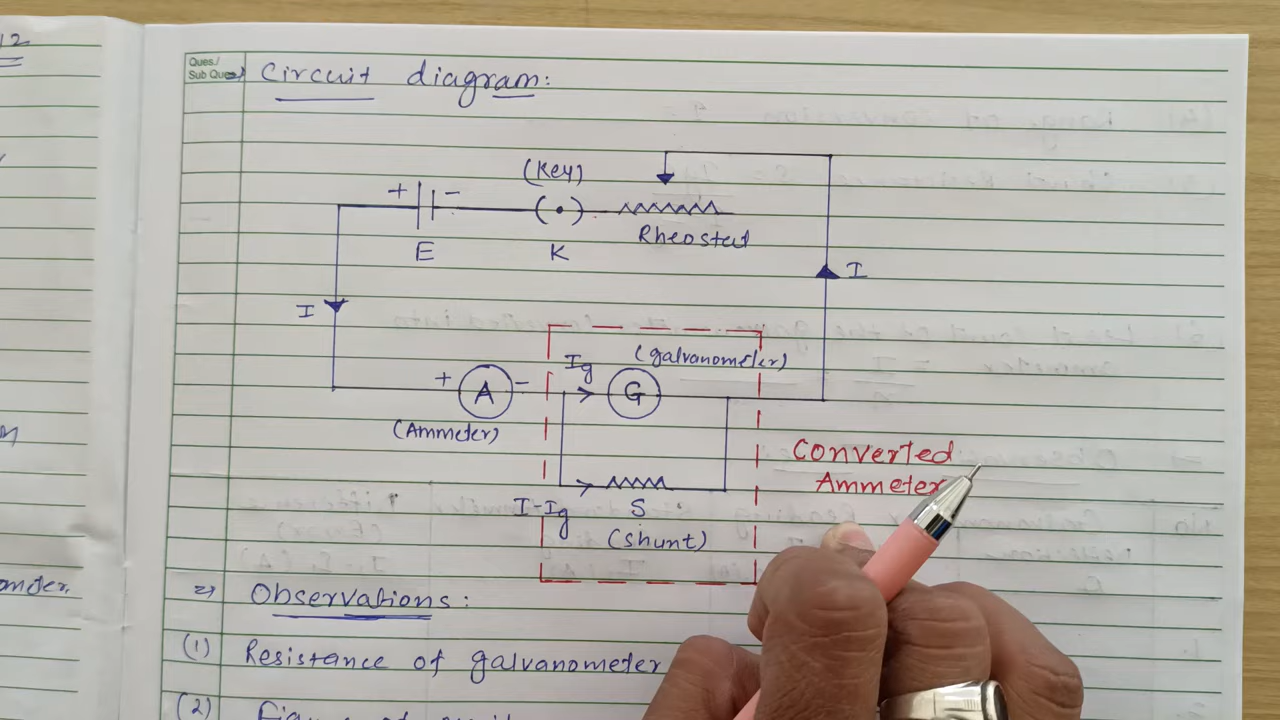 12
Ques./
Sub Ques.
Circuit diagram:
(Key)
+ −
E
K
Rheostat
I
I
(galvanometer)
Ig
+ A −
G
(Ammeter)
Converted
Ammeter
I-Ig
S
(Shunt)
Observations:
(1) Resistance of galvanometer
(2)